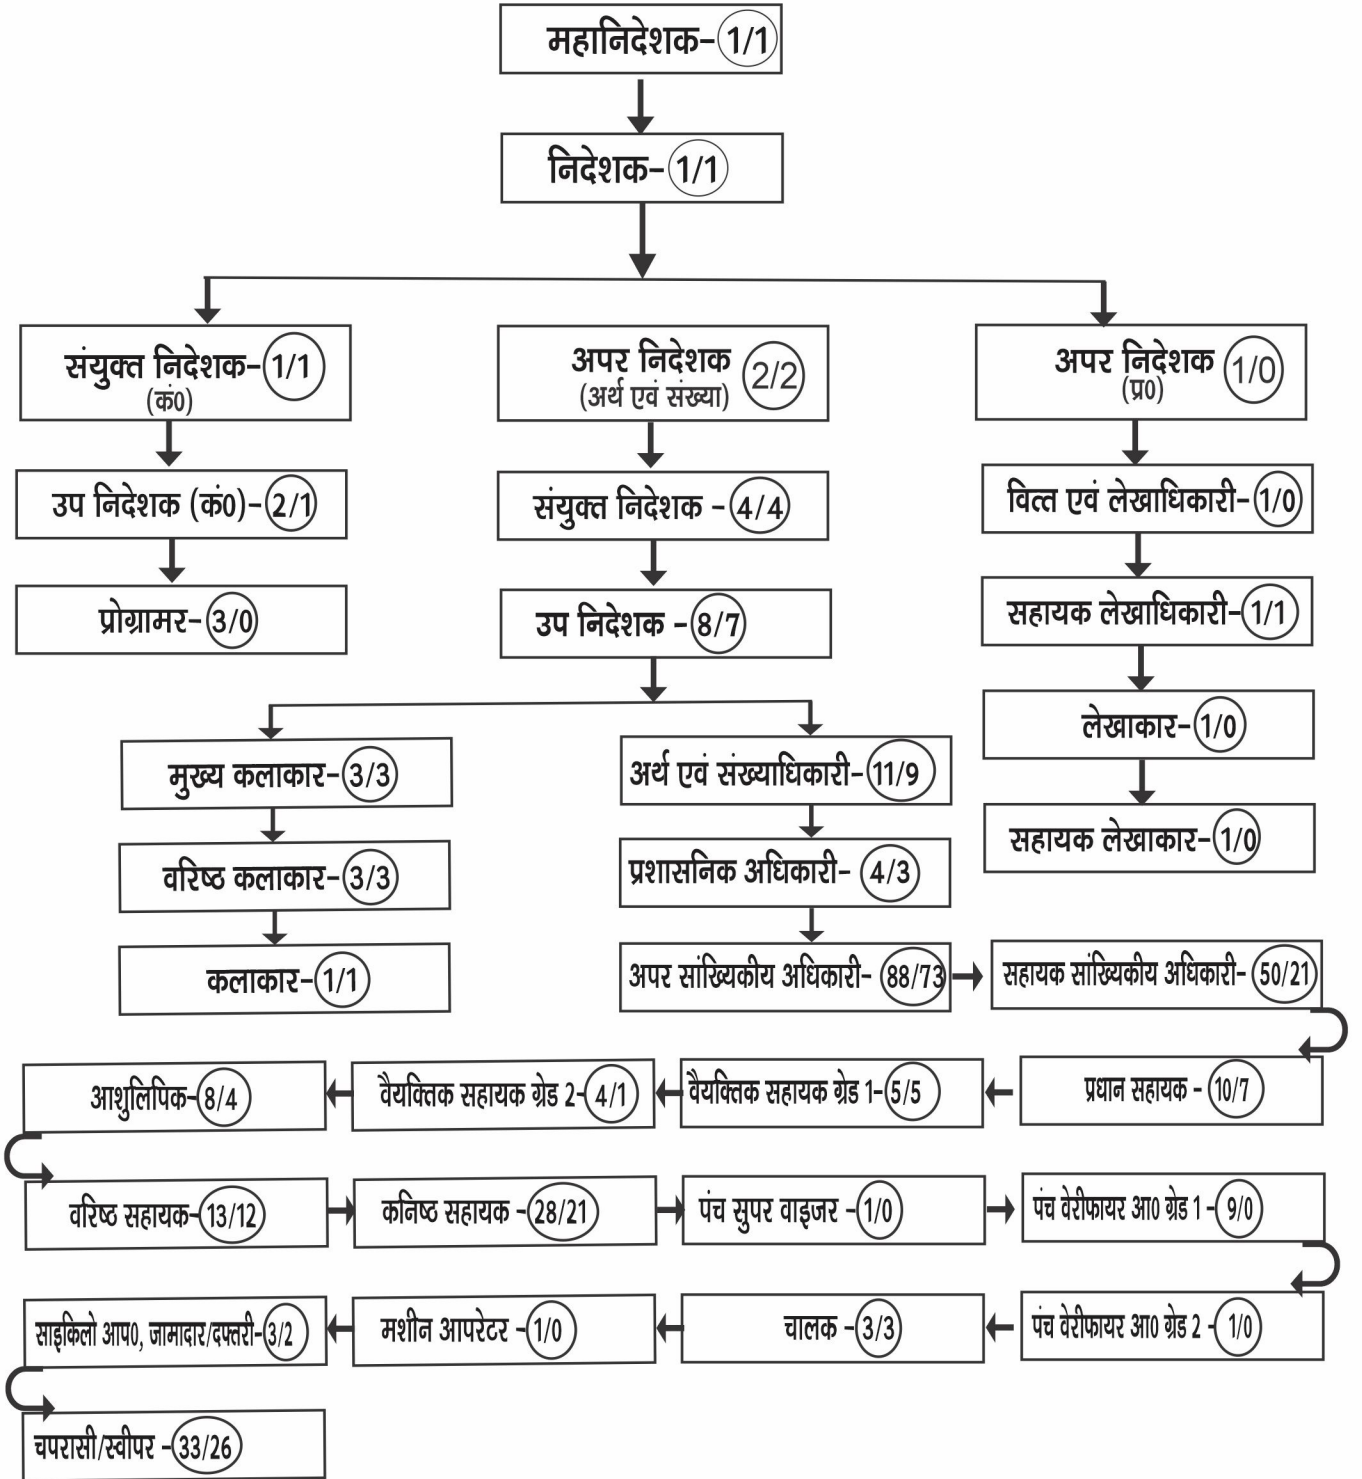 महानिदेशक- 1/1
निदेशक- 1/1
संयुक्त निदेशक- 1/1
(कं0)
अपर निदेशक 2/2
(अर्थ एवं संख्या)
अपर निदेशक 1/0
(प्र0)
उप निदेशक (कं0)- 2/1
संयुक्त निदेशक - 4/4
वित्त एवं लेखाधिकारी- 1/0
प्रोग्रामर- 3/0
उप निदेशक - 8/7
सहायक लेखाधिकारी- 1/1
लेखाकार- 1/0
मुख्य कलाकार- 3/3
अर्थ एवं संख्याधिकारी- 11/9
सहायक लेखाकार- 1/0
वरिष्ठ कलाकार- 3/3
प्रशासनिक अधिकारी- 4/3
कलाकार- 1/1
अपर सांख्यिकीय अधिकारी- 88/73
सहायक सांख्यिकीय अधिकारी- 50/21
आशुलिपिक- 8/4
वैयक्तिक सहायक ग्रेड 2- 4/1
वैयक्तिक सहायक ग्रेड 1- 5/5
प्रधान सहायक - 10/7
वरिष्ठ सहायक- 13/12
कनिष्ठ सहायक - 28/21
पंच सुपर वाइजर - 1/0
पंच वेरीफायर आ0 ग्रेड 1 - 9/0
साइकिलो आप0, जामादार/दफ्तरी- 3/2
मशीन आपरेटर - 1/0
चालक - 3/3
पंच वेरीफायर आ0 ग्रेड 2 - 1/0
चपरासी/स्वीपर - 33/26